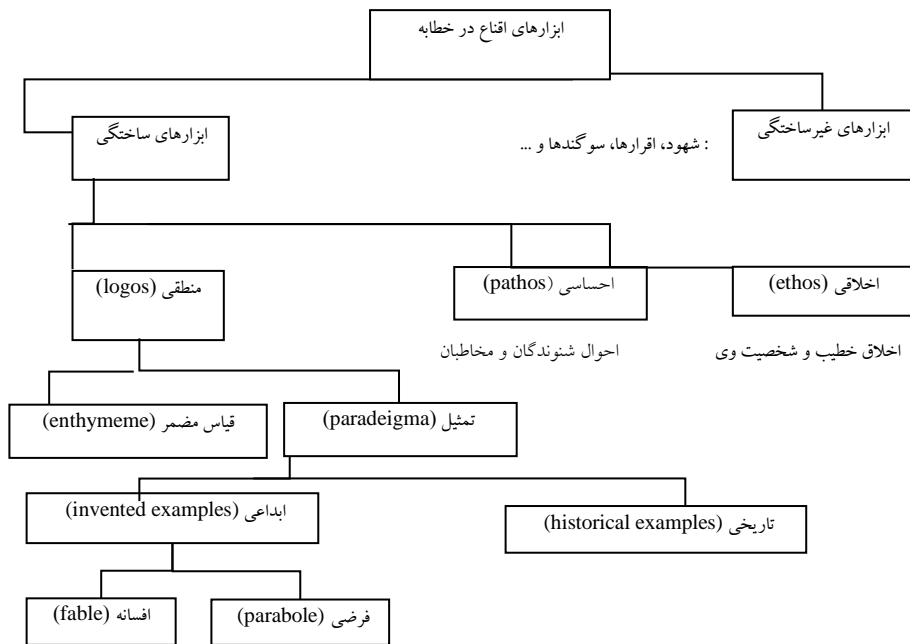 ابزارهای اقناع در خطابه
ابزارهای غیرساختگی
: شهود، اقرارها، سوگندها و ...
ابزارهای ساختگی
اخلاقی (ethos)
احساسی (pathos)
منطقی (logos)
اخلاق خطیب و شخصیت وی
احوال شنوندگان و مخاطبان
تمثیل (paradeigma)
قیاس مضمر (enthymeme)
تاریخی (historical examples)
ابداعی (invented examples)
فرضی (parabole)
افسانه (fable)